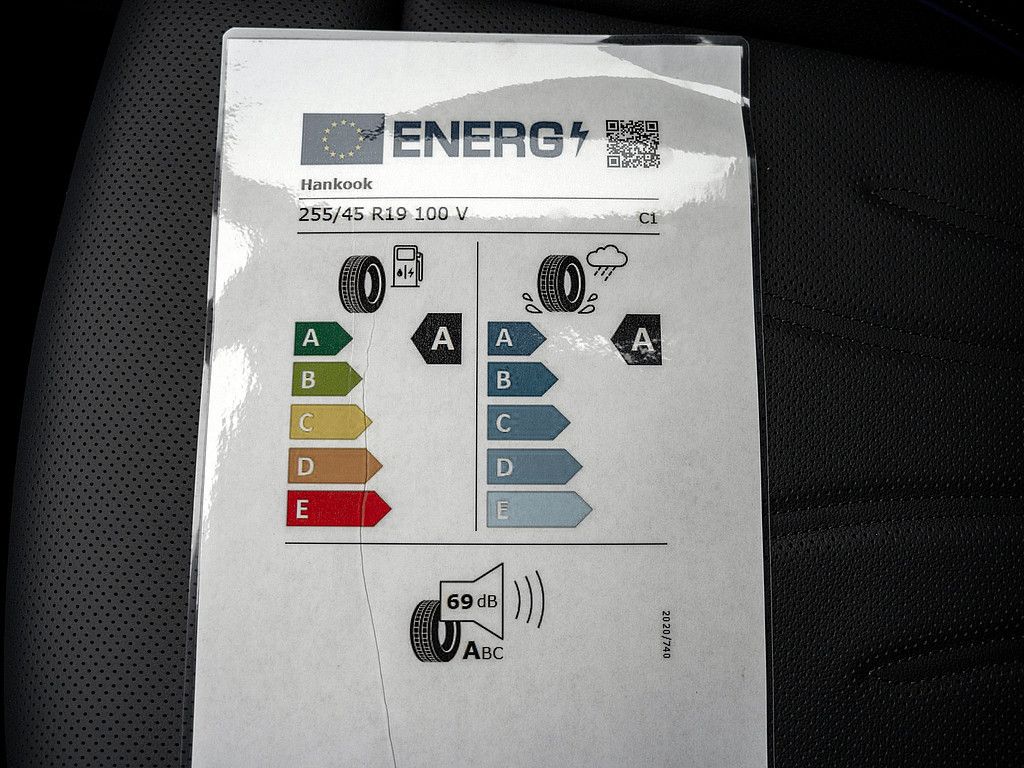 ENERG
Hankook
255/45 R19 100 V
C1
A A
B
C
D
E
A A
B
C
D
E
69 dB
ABC
2020/740